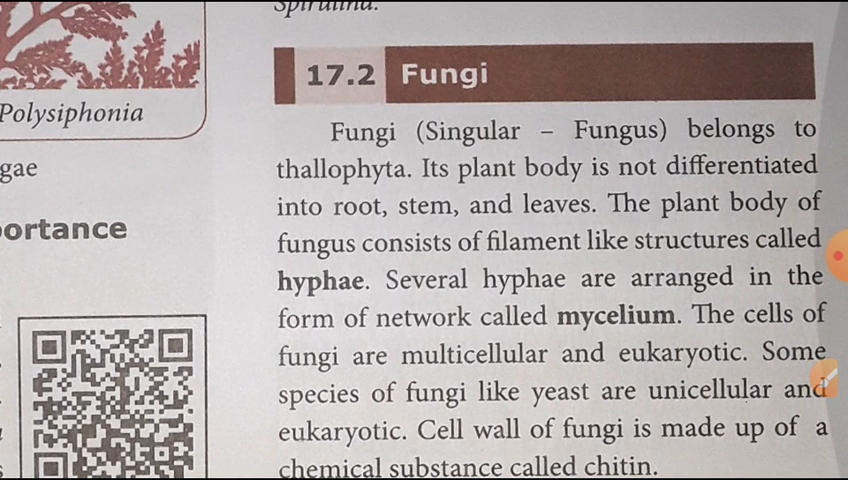 Spirulina.
Polysiphonia
gae
ortance
17.2 Fungi
Fungi (Singular – Fungus) belongs to
thallophyta. Its plant body is not differentiated
into root, stem, and leaves. The plant body of
fungus consists of filament like structures called
hyphae. Several hyphae are arranged in the
form of network called mycelium. The cells of
fungi are multicellular and eukaryotic. Some
species of fungi like yeast are unicellular and
eukaryotic. Cell wall of fungi is made up of a
chemical substance called chitin.